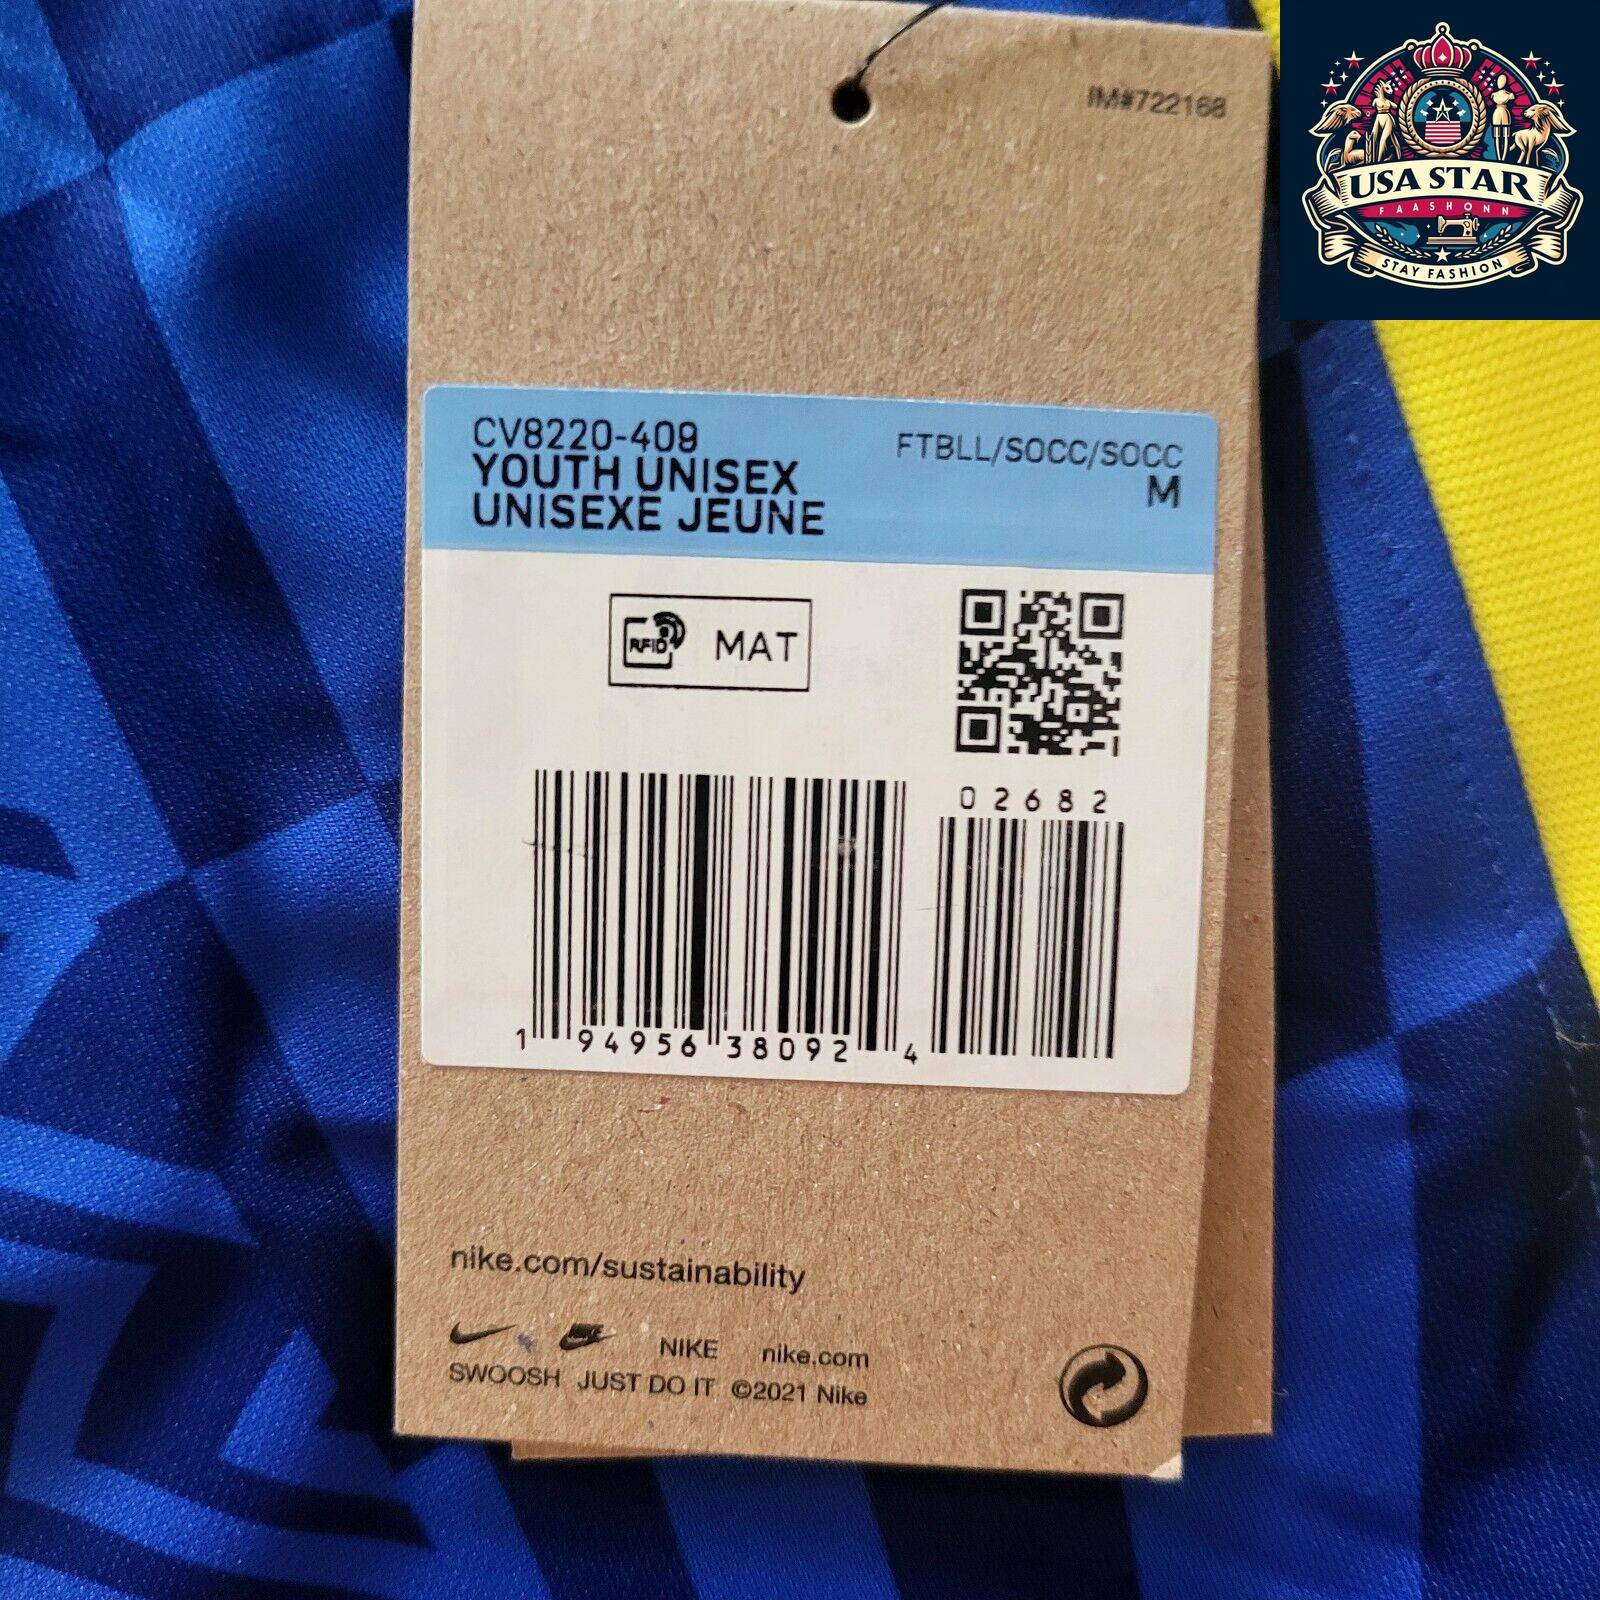 IM#722168
USA STAR
FAASHONN
STAY FASHION
CV8220-409
YOUTH UNISEX
UNISEXE JEUNE
FTBLL/SOCC/SOCC
M
RFID MAT
02682
1 94956 38092 4
nike.com/sustainability
NIKE nike.com
SWOOSH JUST DO IT ©2021 Nike